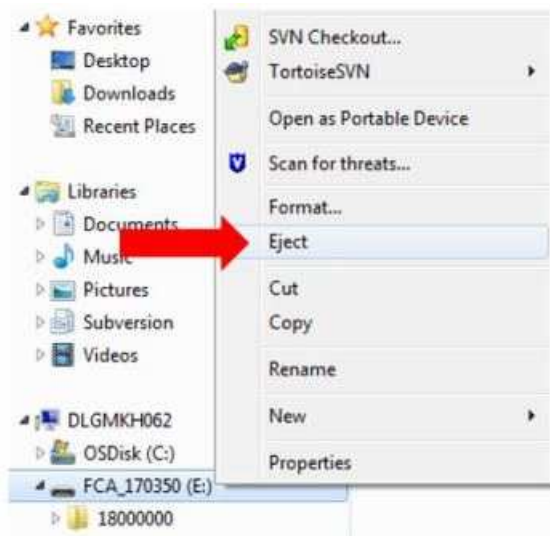 Favorites
Desktop
Downloads
Recent Places
Libraries
Documents
Music
Pictures
Subversion
Videos
DLGMKH062
OSDisk (C:)
FCA_170350 (E:)
18000000
SVN Checkout...
TortoiseSVN
Open as Portable Device
Scan for threats...
Format...
Eject
Cut
Copy
Rename
New
Properties